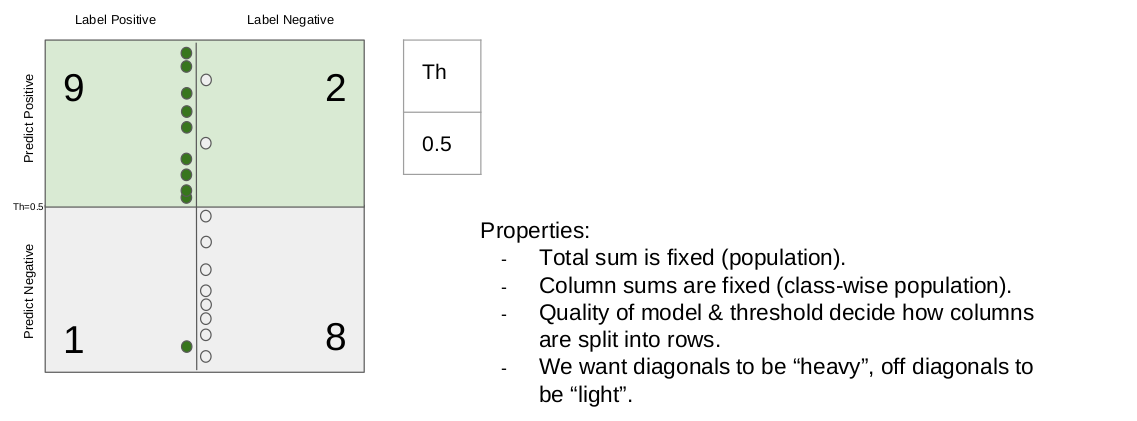 Label Positive
Label Negative
Predict Positive
9
2
Th
0.5
Th=0.5
Predict Negative
1
8
Properties:
- Total sum is fixed (population).
- Column sums are fixed (class-wise population).
- Quality of model & threshold decide how columns
are split into rows.
- We want diagonals to be “heavy”, off diagonals to
be “light”.